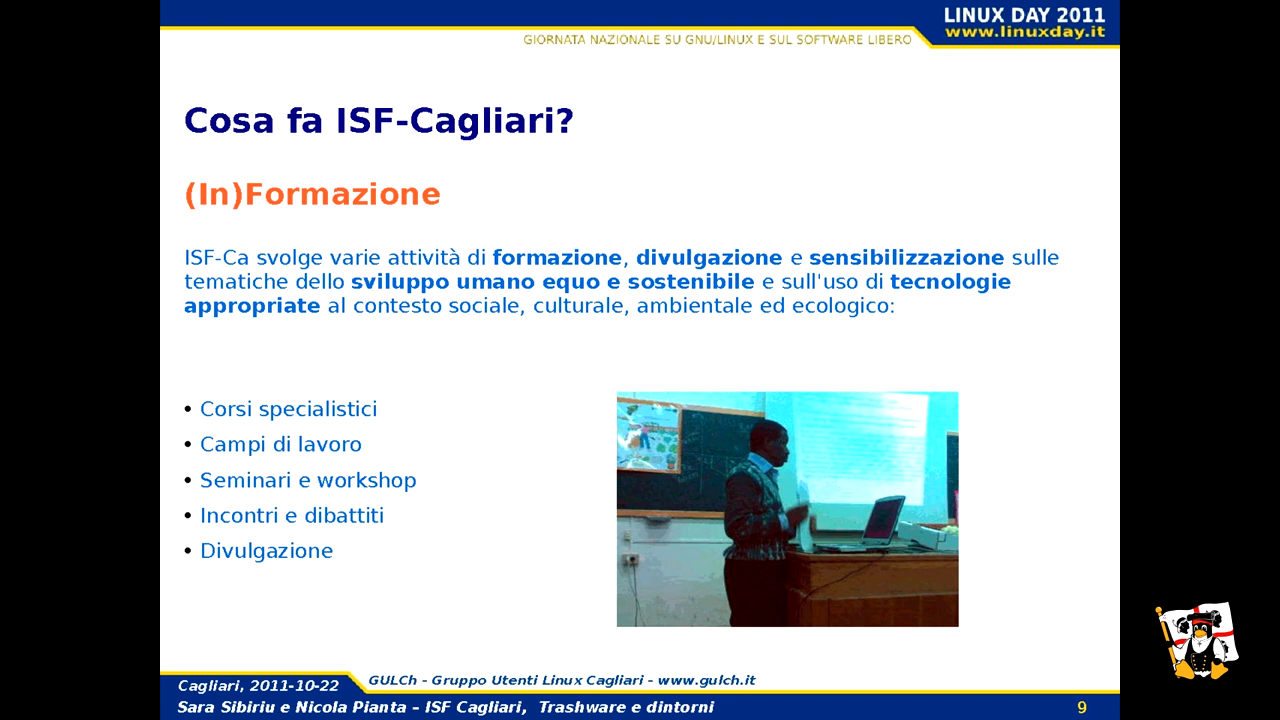 LINUX DAY 2011
www.linuxday.it
GIORNATA NAZIONALE SU GNU/LINUX E SUL SOFTWARE LIBERO
Cosa fa ISF-Cagliari?
(In)Formazione
ISF-Ca svolge varie attività di formazione, divulgazione e sensibilizzazione sulle
tematiche dello sviluppo umano equo e sostenibile e sull'uso di tecnologie
appropriate al contesto sociale, culturale, ambientale ed ecologico:
• Corsi specialistici
• Campi di lavoro
• Seminari e workshop
• Incontri e dibattiti
• Divulgazione
GULCh - Gruppo Utenti Linux Cagliari - www.gulch.it
Cagliari, 2011-10-22
Sara Sibiriu e Nicola Pianta – ISF Cagliari, Trashware e dintorni
9